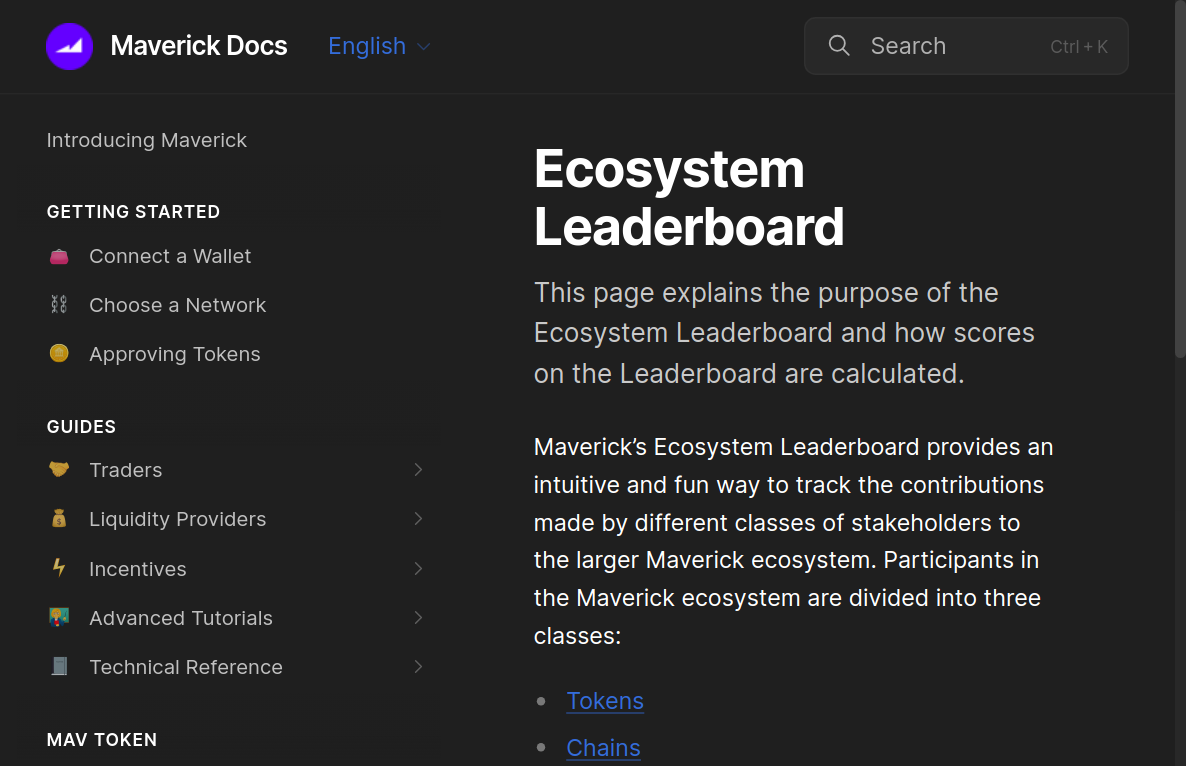 Maverick Docs
English
Search
Ctrl + K
Introducing Maverick
GETTING STARTED
Connect a Wallet
Choose a Network
Approving Tokens
GUIDES
Traders
Liquidity Providers
Incentives
Advanced Tutorials
Technical Reference
MAV TOKEN
Ecosystem
Leaderboard
This page explains the purpose of the
Ecosystem Leaderboard and how scores
on the Leaderboard are calculated.
Maverick’s Ecosystem Leaderboard provides an
intuitive and fun way to track the contributions
made by different classes of stakeholders to
the larger Maverick ecosystem. Participants in
the Maverick ecosystem are divided into three
classes:
Tokens
Chains